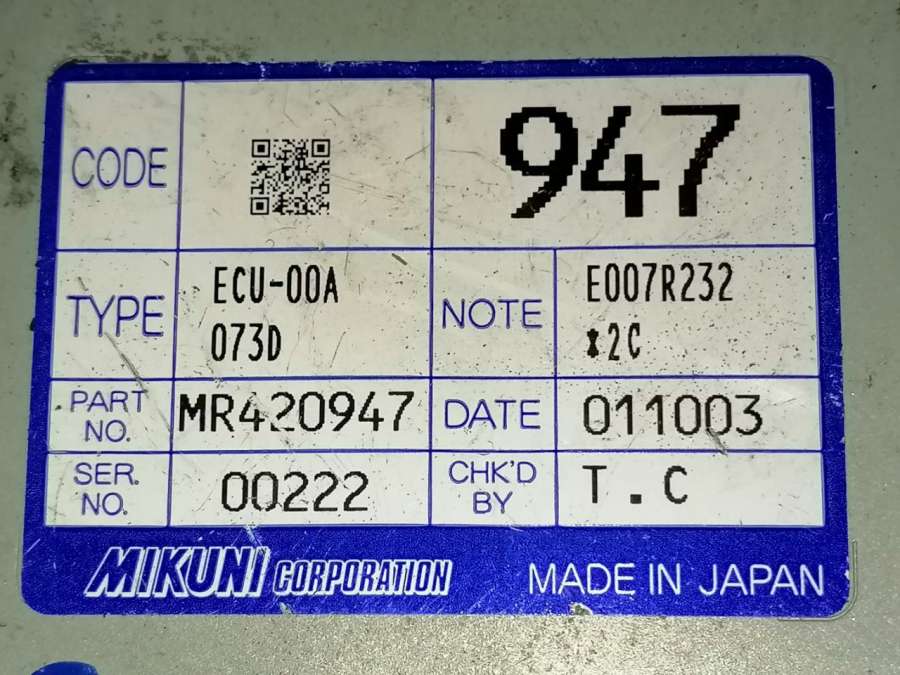 CODE
947
TYPE
ECU-00A
073D
NOTE
E007R232
*2C
PART NO.
MR420947
DATE
011003
SER. NO.
00222
CHK'D BY
T.C
MIKUNI CORPORATION
MADE IN JAPAN